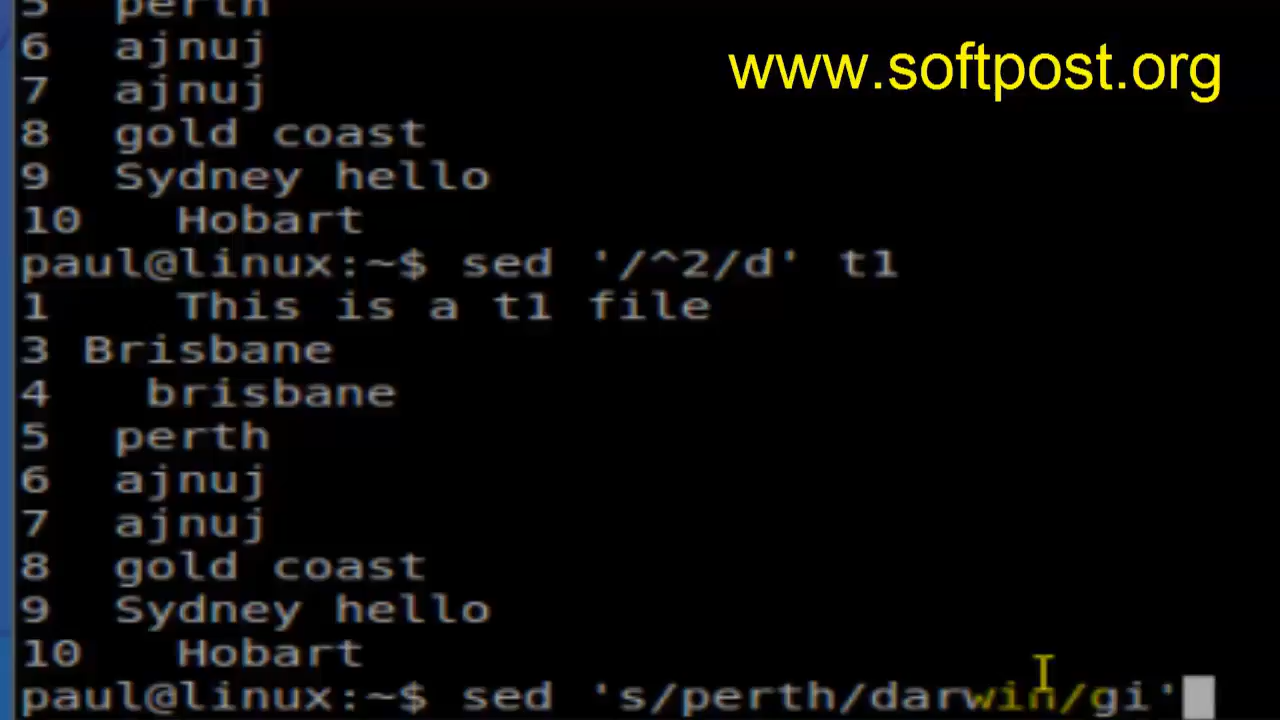 5 perth
6 ajnuj
www.softpost.org
7 ajnuj
8 gold coast
9 Sydney hello
10 Hobart
paul@linux:~$ sed '/^2/d' t1
1 This is a t1 file
3 Brisbane
4 brisbane
5 perth
6 ajnuj
7 ajnuj
8 gold coast
9 Sydney hello
10 Hobart
paul@linux:~$ sed 's/perth/darwin/gi'